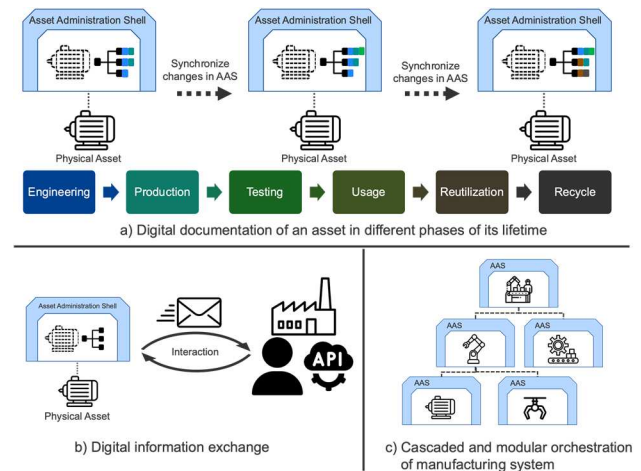 Asset Administration Shell
Asset Administration Shell
Asset Administration Shell
Synchronize
changes in AAS
Synchronize
changes in AAS
Physical Asset
Physical Asset
Physical Asset
Engineering
Production
Testing
Usage
Reutilization
Recycle
a) Digital documentation of an asset in different phases of its lifetime
Asset Administration Shell
Interaction
API
Physical Asset
b) Digital information exchange
AAS
AAS
AAS
AAS
AAS
c) Cascaded and modular orchestration
of manufacturing system